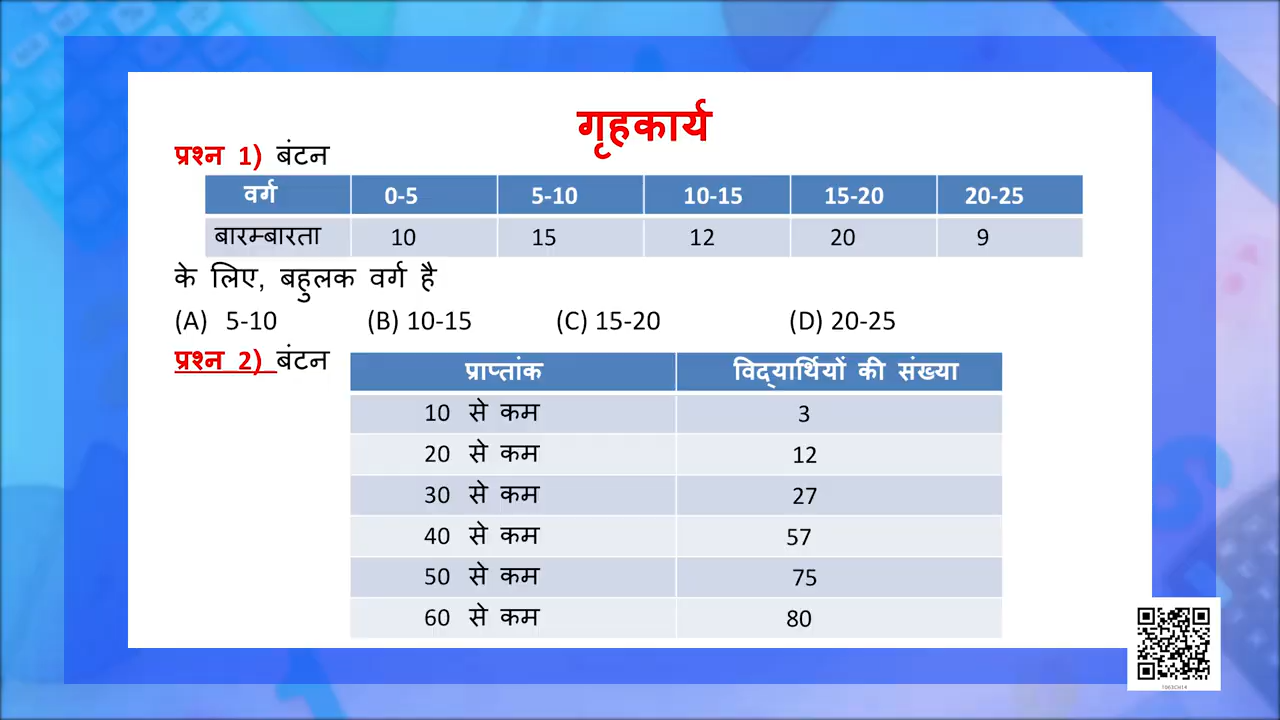 गृहकार्य
प्रश्न 1) बंटन
वर्ग 0-5 5-10 10-15 15-20 20-25
बारम्बारता 10 15 12 20 9
के लिए, बहुलक वर्ग है
(A) 5-10 (B) 10-15 (C) 15-20 (D) 20-25
प्रश्न 2) बंटन
प्राप्तांक विद्यार्थियों की संख्या
10 से कम 3
20 से कम 12
30 से कम 27
40 से कम 57
50 से कम 75
60 से कम 80
1063CH14